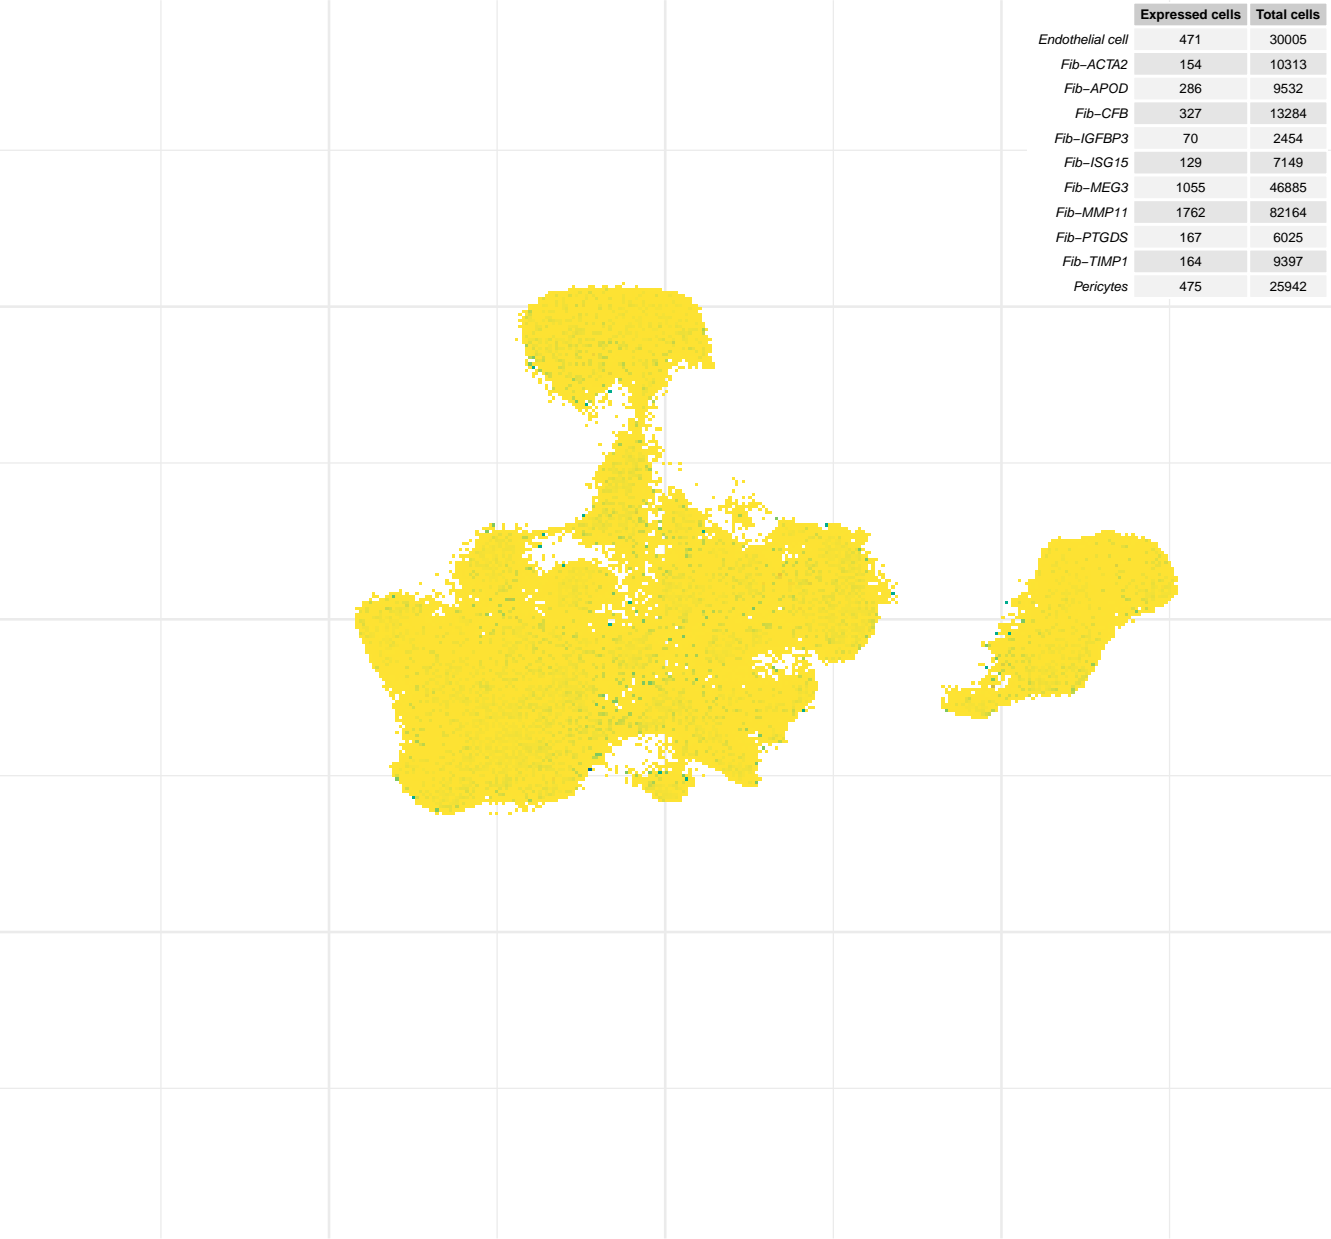 Expressed cells Total cells
Endothelial cell 471 30005
Fib−ACTA2 154 10313
Fib−APOD 286 9532
Fib−CFB 327 13284
Fib−IGFBP3 70 2454
Fib−ISG15 129 7149
Fib−MEG3 1055 46885
Fib−MMP11 1762 82164
Fib−PTGDS 167 6025
Fib−TIMP1 164 9397
Pericytes 475 25942